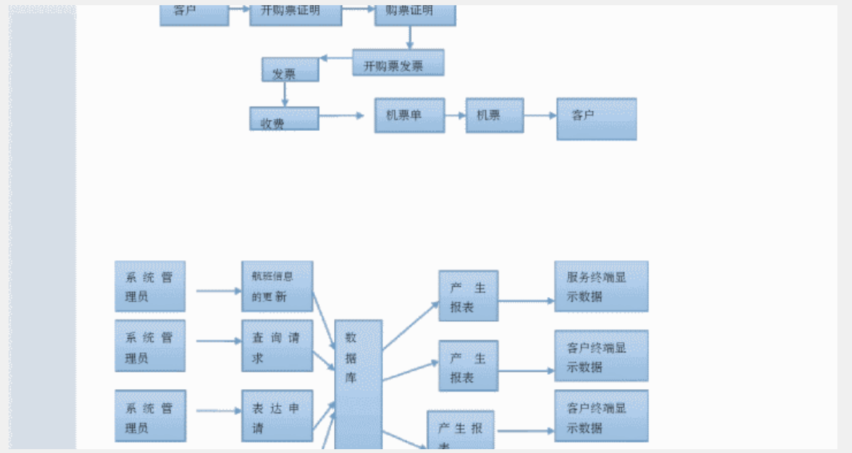 客户 开购票证明 购票证明
发票 开购票发票
收费 机票单 机票 客户
系统管 航班信息 产生 服务终端显
理员 的更新 报表 示数据
系统管 查询请 数 产生 客户终端显
理员 求 据 报表 示数据
库
系统管 表达申 产生报 客户终端显
理员 请 表 示数据